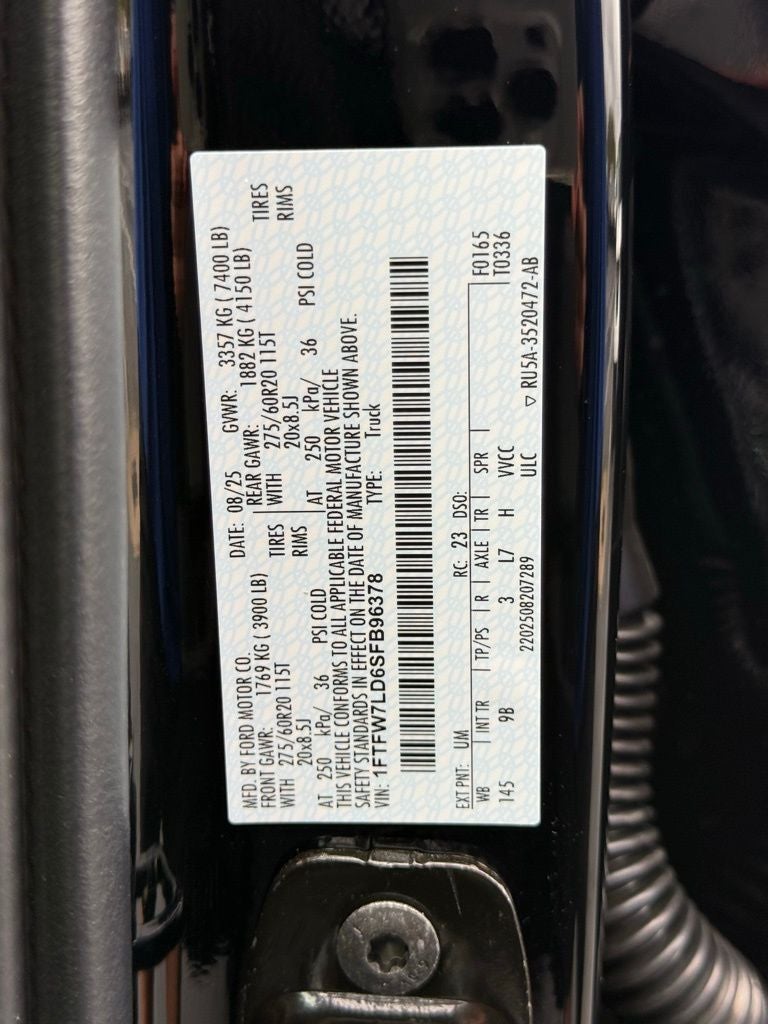 MFD. BY FORD MOTOR CO. DATE: 08/25 GVWR: 3357 KG ( 7400 LB)
FRONT GAWR: 1769 KG ( 3900 LB) REAR GAWR: 1882 KG ( 4150 LB)
WITH 275/60R20 115T TIRES WITH 275/60R20 115T TIRES
20x8.5J RIMS 20x8.5J RIMS
AT 250 kPa/ 36 PSI COLD AT 250 kPa/ 36 PSI COLD
THIS VEHICLE CONFORMS TO ALL APPLICABLE FEDERAL MOTOR VEHICLE
SAFETY STANDARDS IN EFFECT ON THE DATE OF MANUFACTURE SHOWN ABOVE.
VIN: 1FTFW7LD6SFB96378 TYPE: Truck
EXT PNT: UM RC: 23 DSO:
WB INT TR TP/PS R AXLE TR SPR F0165
145 9B 3 L7 H VVCC T0336
2202508207289 ULC ▽ RU5A-3520472-AB